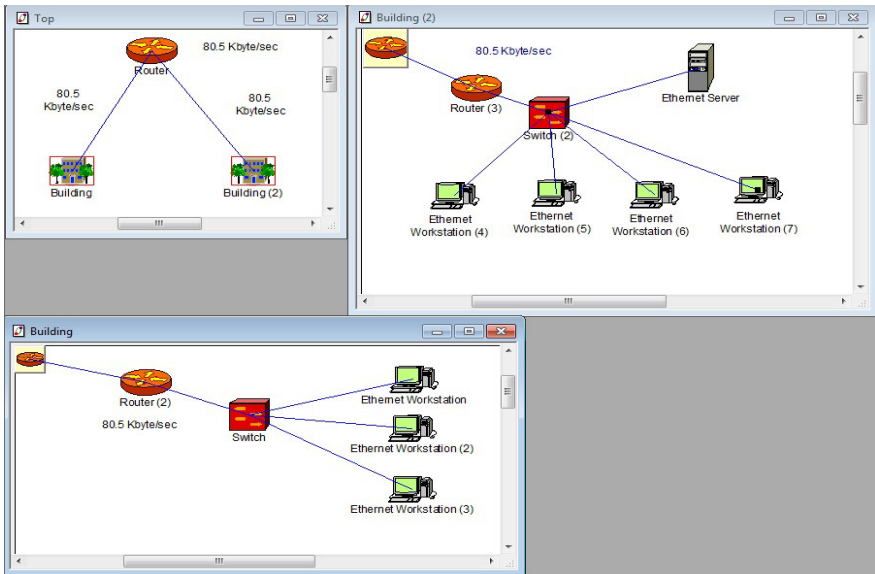 Top
80.5 Kbyte/sec
Router
80.5
Kbyte/sec
80.5
Kbyte/sec
Building
Building (2)
Building (2)
80.5 Kbyte/sec
Router (3)
Switch (2)
Ethernet Server
Ethernet
Workstation (4)
Ethernet
Workstation (5)
Ethernet
Workstation (6)
Ethernet
Workstation (7)
Building
Router (2)
80.5 Kbyte/sec
Switch
Ethernet Workstation
Ethernet Workstation (2)
Ethernet Workstation (3)